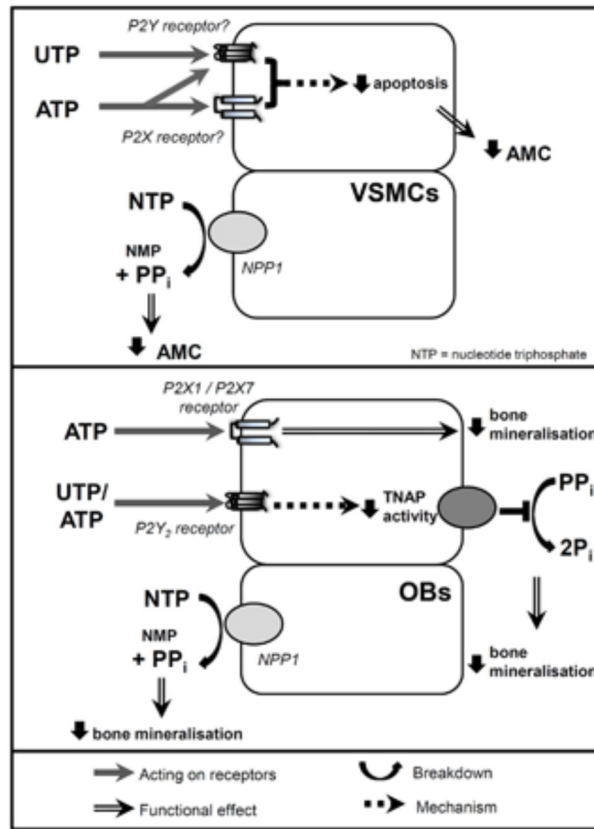 P2Y receptor?
UTP
ATP
apoptosis
P2X receptor?
AMC
VSMCs
NTP
NMP
+ PPi
NPP1
AMC
NTP = nucleotide triphosphate
P2X1 / P2X7
receptor
ATP
bone
mineralisation
UTP/
ATP
TNAP
activity
PPi
P2Y2 receptor
2Pi
OBs
NTP
NMP
+ PPi
NPP1
bone
mineralisation
bone mineralisation
Acting on receptors
Breakdown
Functional effect
Mechanism